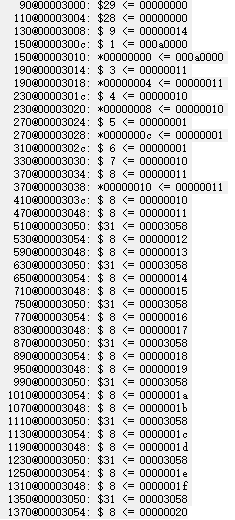 90@00003000: $29 <= 00000000
110@00003004: $28 <= 00000000
130@00003008: $ 9 <= 00000014
150@0000300c: $ 1 <= 000a0000
150@00003010: *00000000 <= 000a0000
190@00003014: $ 3 <= 00000011
190@00003018: *00000004 <= 00000011
230@0000301c: $ 4 <= 00000010
230@00003020: *00000008 <= 00000010
270@00003024: $ 5 <= 00000001
270@00003028: *0000000c <= 00000001
310@0000302c: $ 6 <= 00000001
330@00003030: $ 7 <= 00000010
370@00003034: $ 8 <= 00000011
370@00003038: *00000010 <= 00000011
410@0000303c: $ 8 <= 00000010
470@00003048: $ 8 <= 00000011
510@00003050: $31 <= 00003058
530@00003054: $ 8 <= 00000012
590@00003048: $ 8 <= 00000013
630@00003050: $31 <= 00003058
650@00003054: $ 8 <= 00000014
710@00003048: $ 8 <= 00000015
750@00003050: $31 <= 00003058
770@00003054: $ 8 <= 00000016
830@00003048: $ 8 <= 00000017
870@00003050: $31 <= 00003058
890@00003054: $ 8 <= 00000018
950@00003048: $ 8 <= 00000019
990@00003050: $31 <= 00003058
1010@00003054: $ 8 <= 0000001a
1070@00003048: $ 8 <= 0000001b
1110@00003050: $31 <= 00003058
1130@00003054: $ 8 <= 0000001c
1190@00003048: $ 8 <= 0000001d
1230@00003050: $31 <= 00003058
1250@00003054: $ 8 <= 0000001e
1310@00003048: $ 8 <= 0000001f
1350@00003050: $31 <= 00003058
1370@00003054: $ 8 <= 00000020